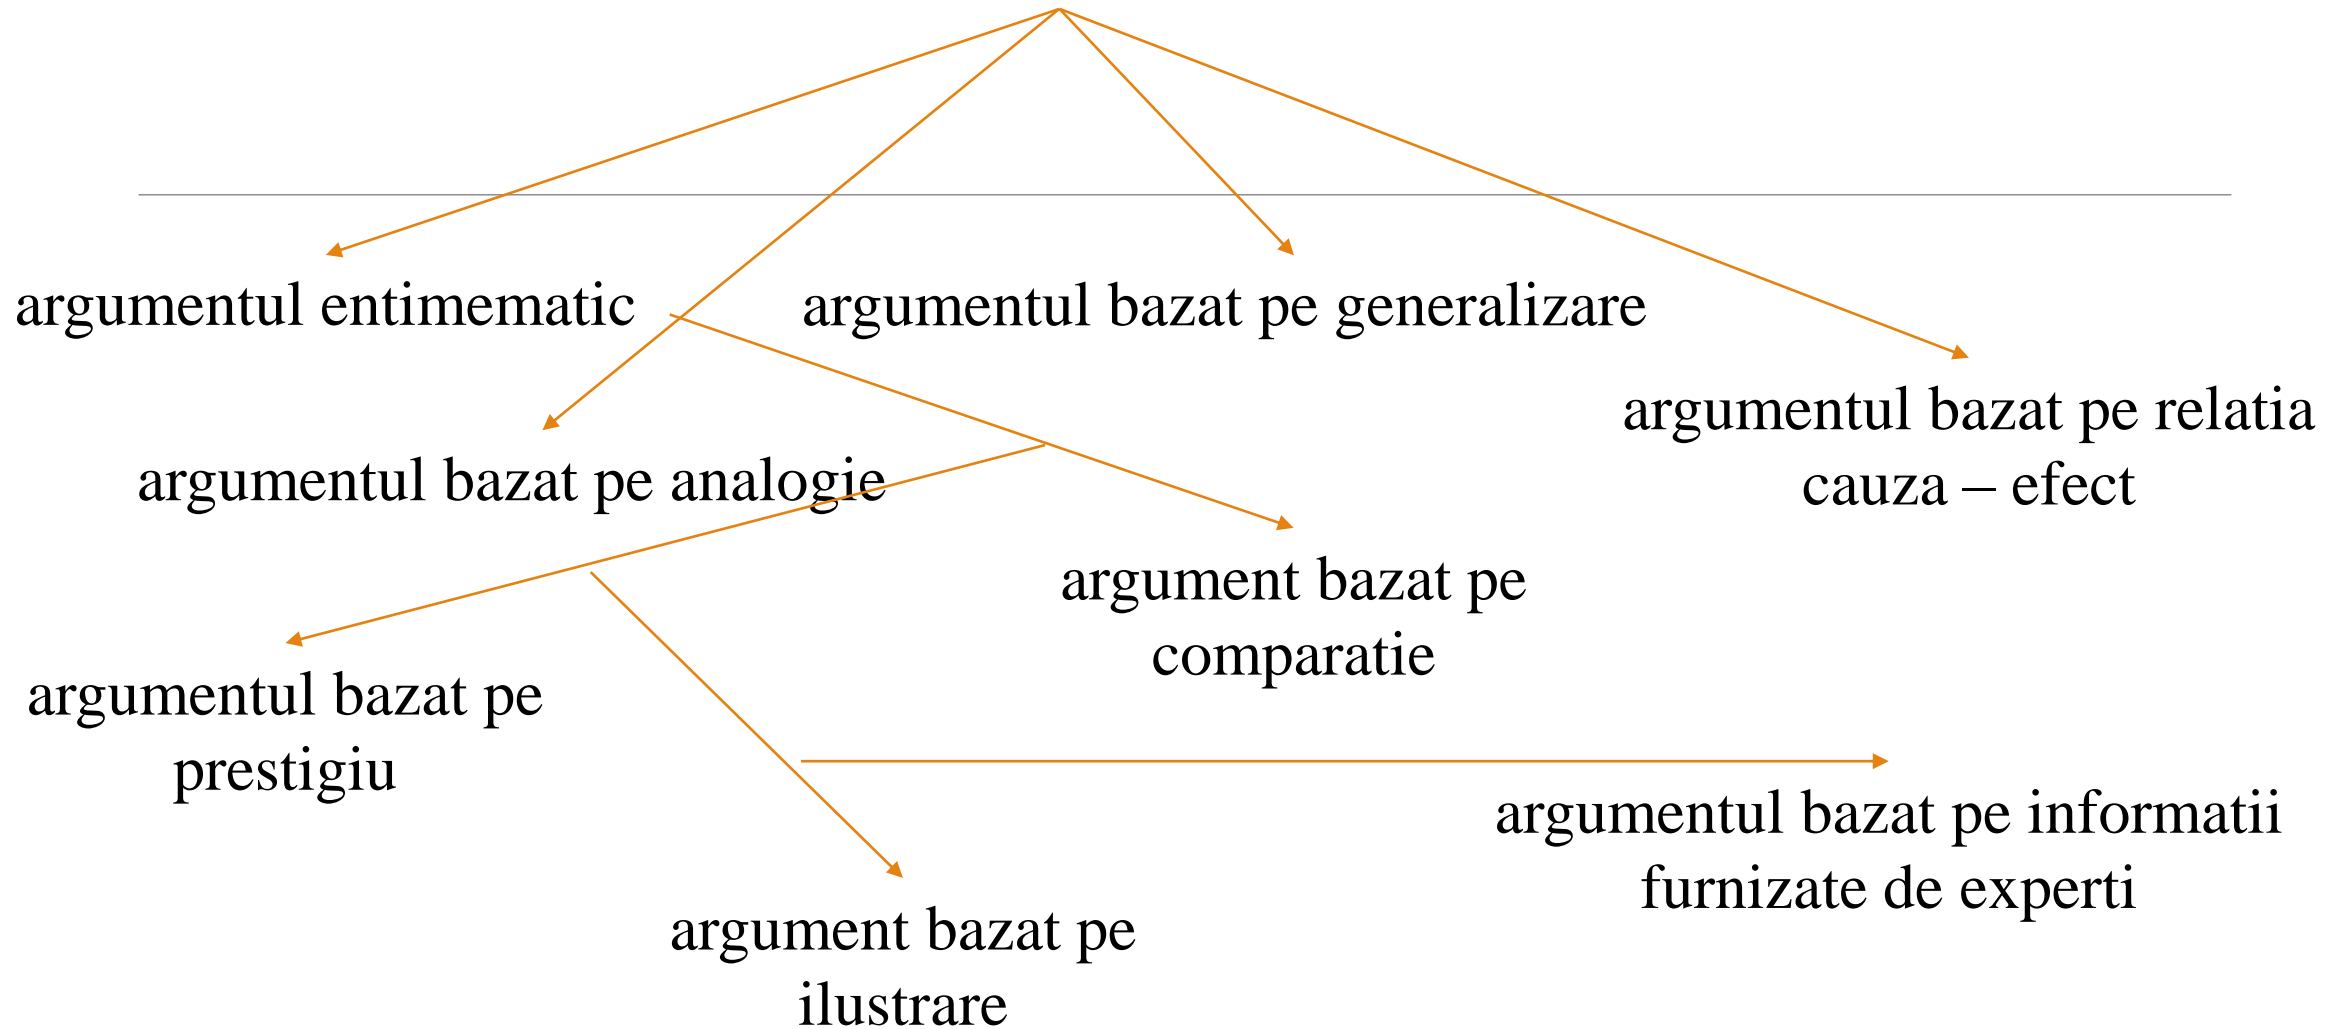 argumentul entimematic
argumentul bazat pe generalizare
argumentul bazat pe relatia
cauza – efect
argumentul bazat pe analogie
argument bazat pe
comparatie
argumentul bazat pe
prestigiu
argumentul bazat pe informatii
furnizate de experti
argument bazat pe
ilustrare